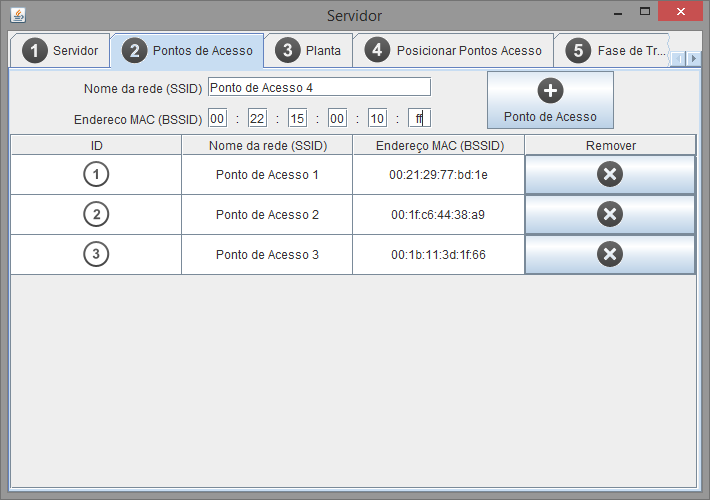 Servidor
1 Servidor 2 Pontos de Acesso 3 Planta 4 Posicionar Pontos Acesso 5 Fase de Tr...
Nome da rede (SSID) Ponto de Acesso 4
Endereco MAC (BSSID) 00 : 22 : 15 : 00 : 10 : ff
Ponto de Acesso
ID Nome da rede (SSID) Endereço MAC (BSSID) Remover
1 Ponto de Acesso 1 00:21:29:77:bd:1e
2 Ponto de Acesso 2 00:1f:c6:44:38:a9
3 Ponto de Acesso 3 00:1b:11:3d:1f:66